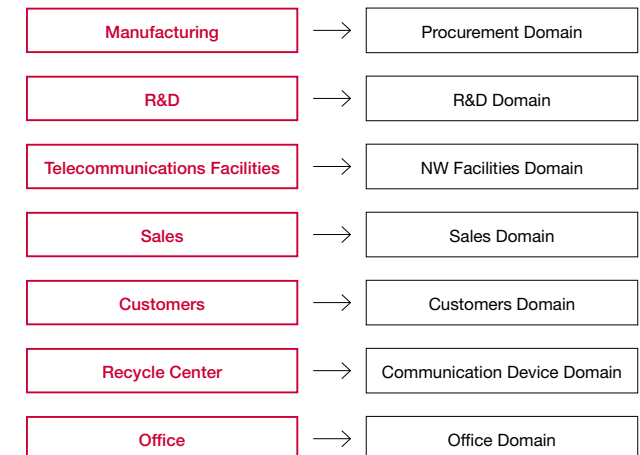 Manufacturing
Procurement Domain
R&D
R&D Domain
Telecommunications Facilities
NW Facilities Domain
Sales
Sales Domain
Customers
Customers Domain
Recycle Center
Communication Device Domain
Office
Office Domain